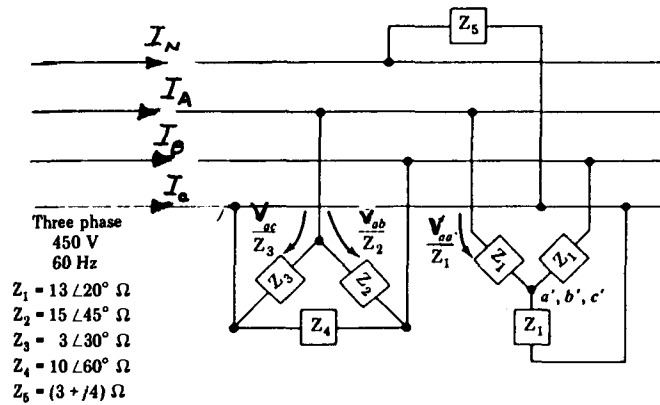 I_N
Z_5
I_A
I_B
I_c
Three phase
450 V
60 Hz
Z_1 = 13 ∠20° Ω
Z_2 = 15 ∠45° Ω
Z_3 = 3 ∠30° Ω
Z_4 = 10 ∠60° Ω
Z_5 = (3 + j4) Ω
V_ac
Z_3
V_ab
Z_2
V_aa'
Z_1
Z_3
Z_2
Z_4
Z_1
Z_1
a', b', c'
Z_1